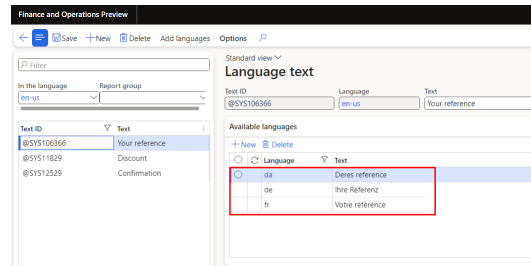 Finance and Operations Preview
Save New Delete Add languages Options
Filter
In the language Report group
en-us
Text ID Text
@SYS106366 Your reference
@SYS11829 Discount
@SYS12529 Confirmation
Standard view
Language text
Text ID Language Text
@SYS106366 en-us Your reference
Available languages
New Delete
Language Text
da Deres reference
de Ihre Referenz
fr Votre référence